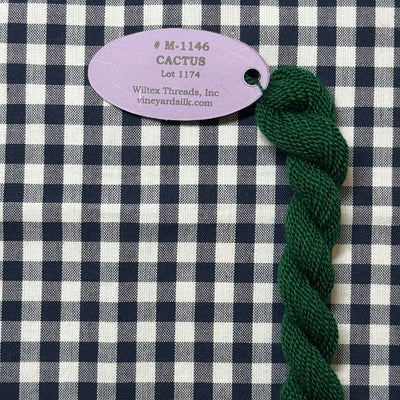 # M-1146
CACTUS
Lot 1174
Wiltex Threads, Inc
vineyardsilk.com